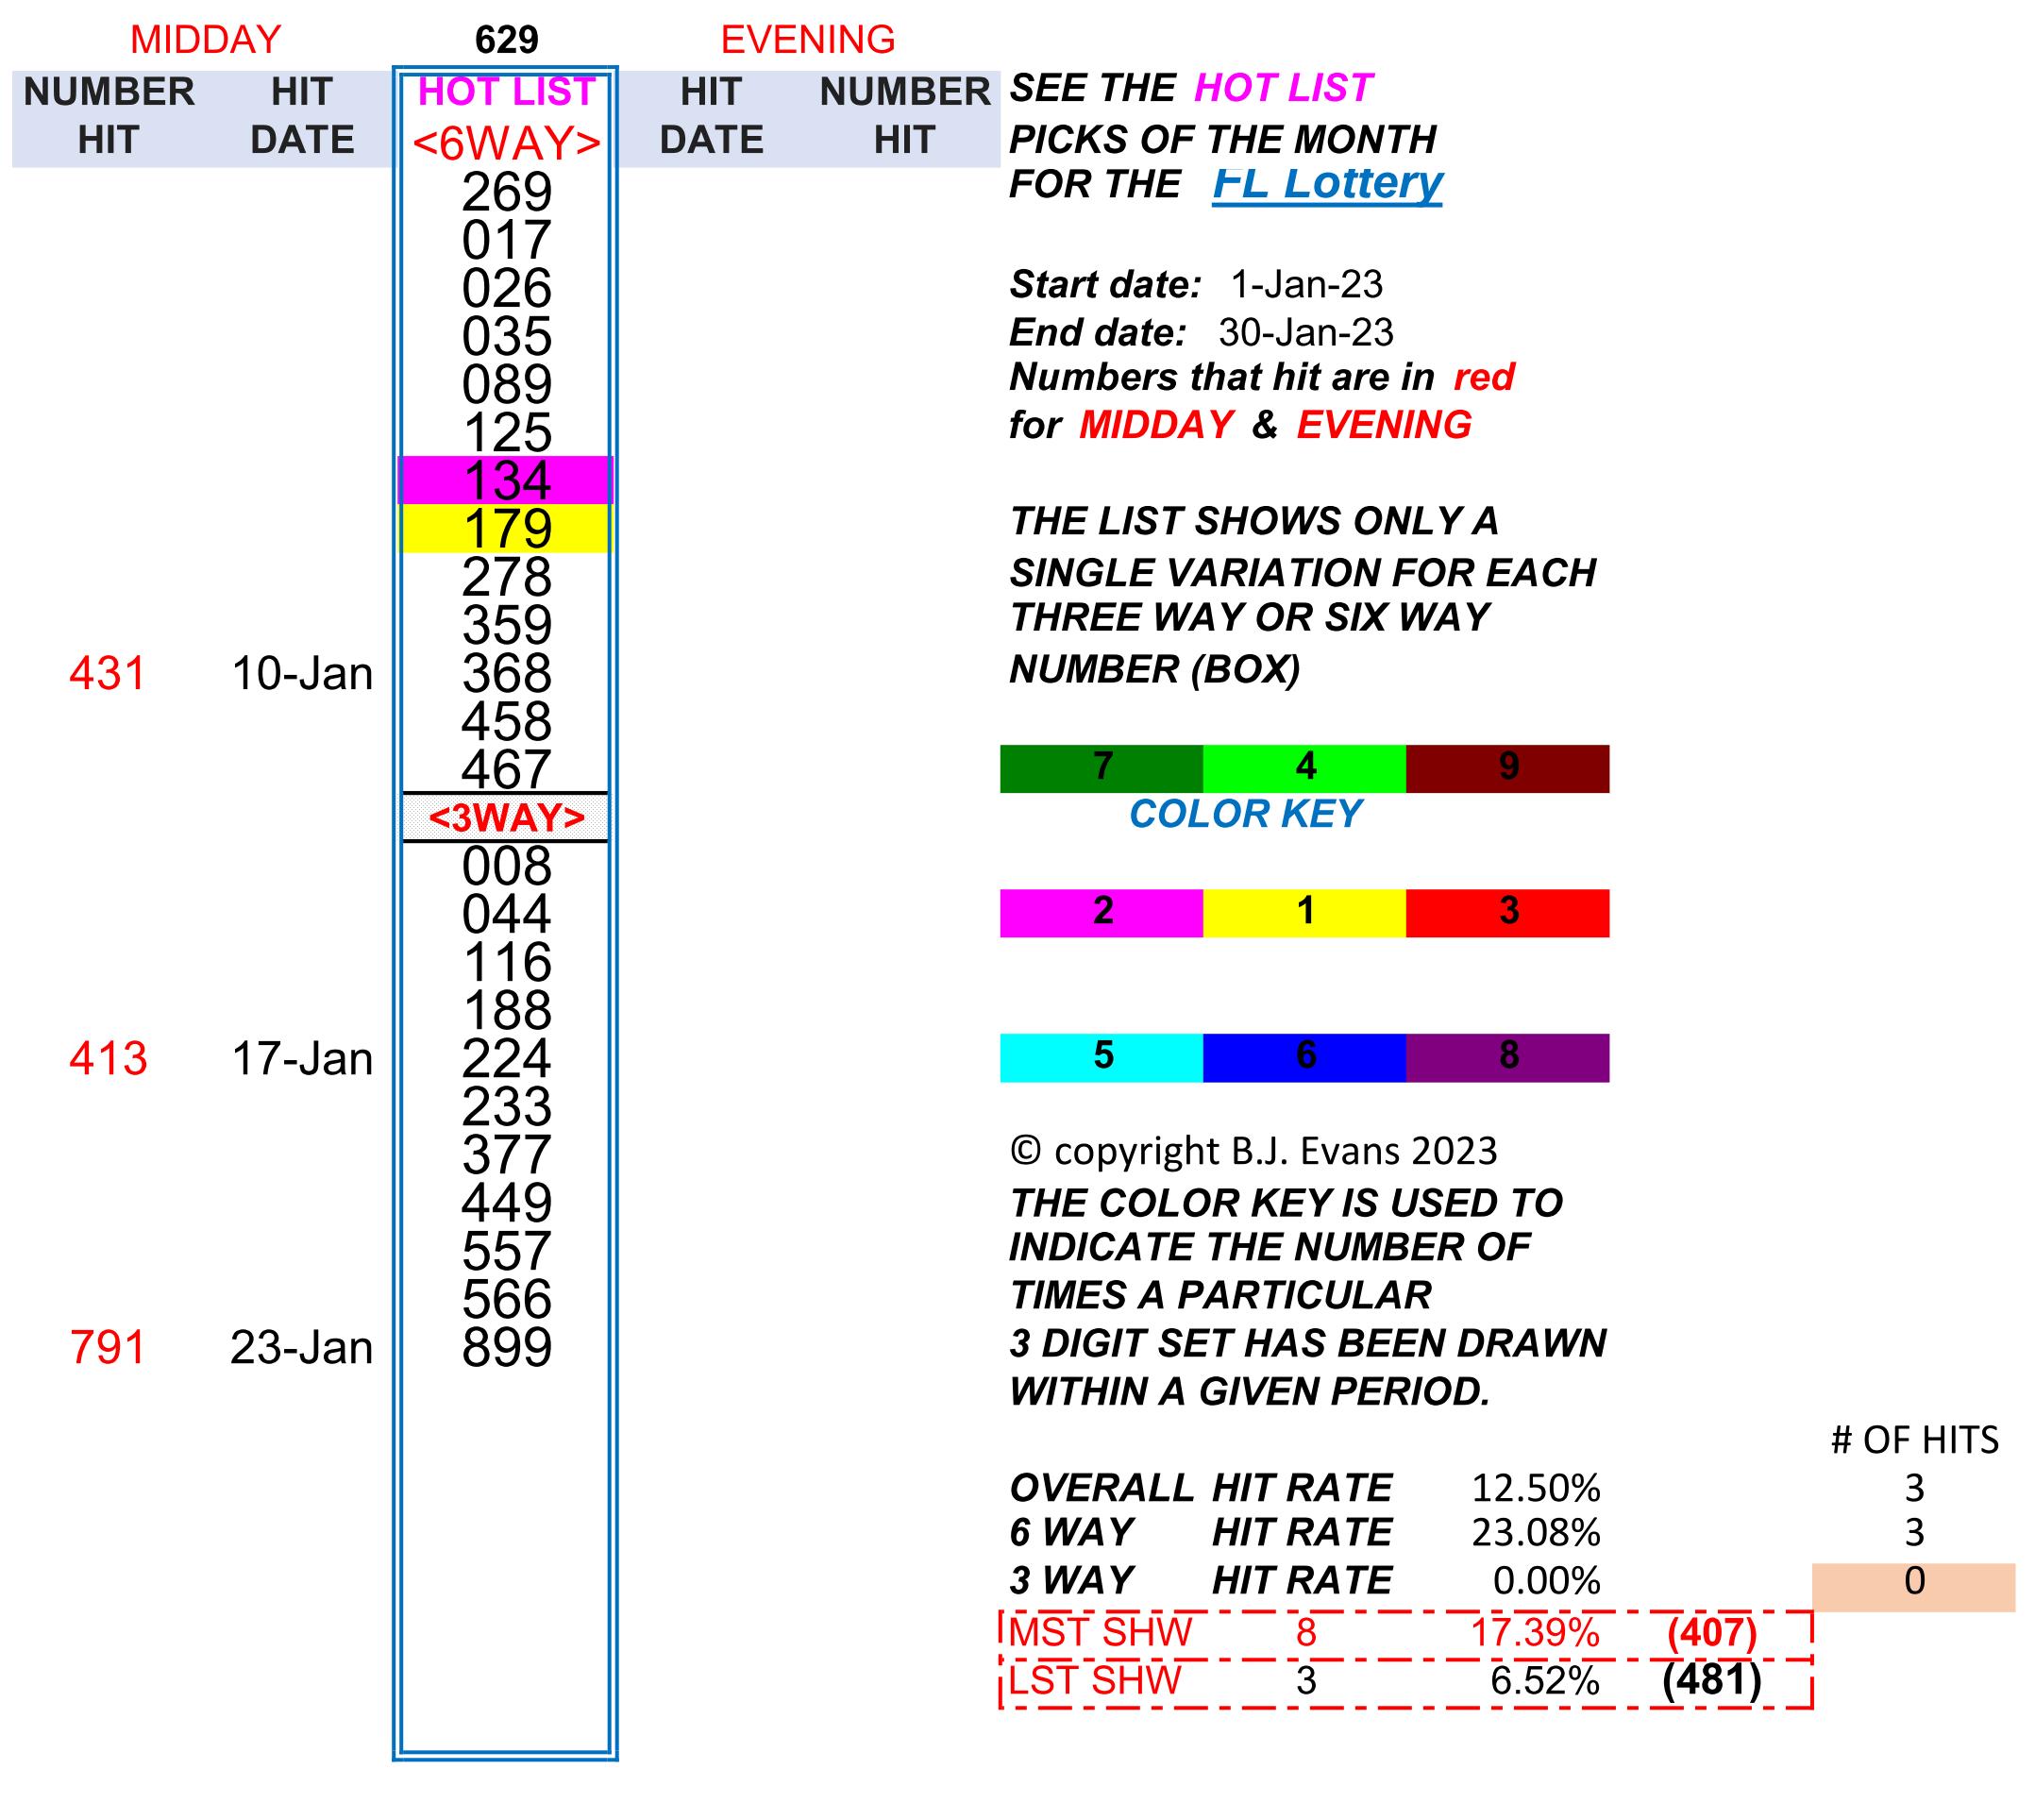 MIDDAY 629 EVENING
NUMBER HIT HOT LIST HIT NUMBER
HIT DATE <6WAY> DATE HIT
269
017
026
035
089
125
134
179
278
359
431 10-Jan 368
458
467
<3WAY>
008
044
116
188
413 17-Jan 224
233
377
449
557
566
791 23-Jan 899
SEE THE HOT LIST
PICKS OF THE MONTH
FOR THE FL Lottery
Start date: 1-Jan-23
End date: 30-Jan-23
Numbers that hit are in red
for MIDDAY & EVENING
THE LIST SHOWS ONLY A
SINGLE VARIATION FOR EACH
THREE WAY OR SIX WAY
NUMBER (BOX)
7 4 9
COLOR KEY
2 1 3
5 6 8
© copyright B.J. Evans 2023
THE COLOR KEY IS USED TO
INDICATE THE NUMBER OF
TIMES A PARTICULAR
3 DIGIT SET HAS BEEN DRAWN
WITHIN A GIVEN PERIOD.
# OF HITS
OVERALL HIT RATE 12.50% 3
6 WAY HIT RATE 23.08% 3
3 WAY HIT RATE 0.00% 0
MST SHW 8 17.39% (407)
LST SHW 3 6.52% (481)